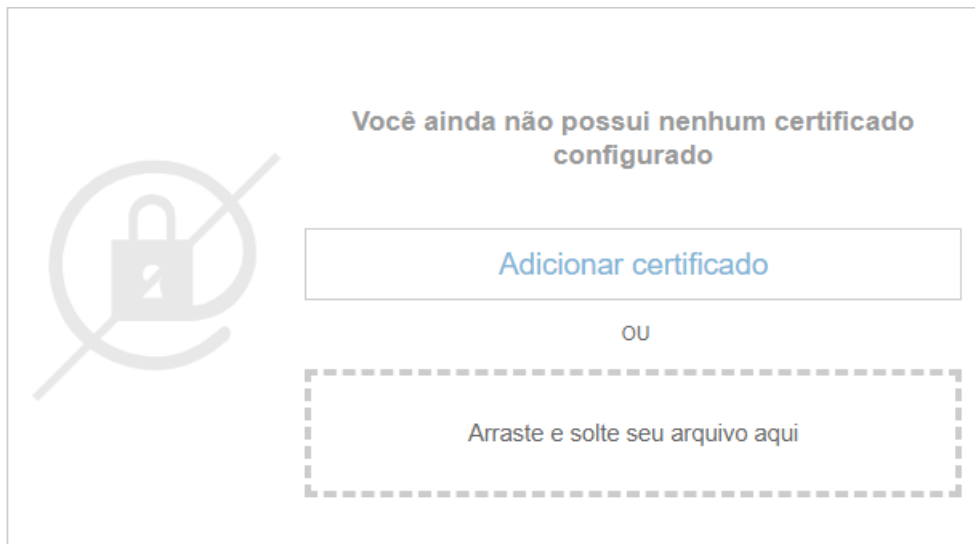 Você ainda não possui nenhum certificado
configurado
Adicionar certificado
OU
Arraste e solte seu arquivo aqui